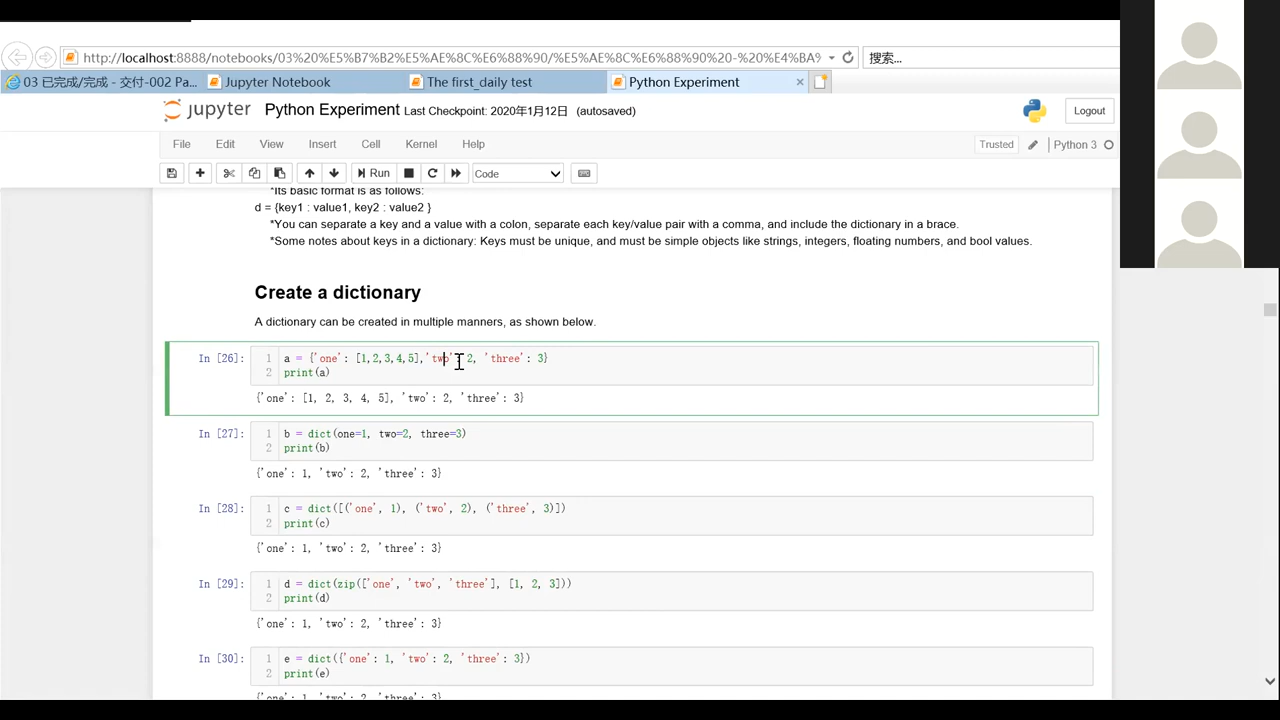 http://localhost:8888/notebooks/03%20%E5%B7%B2%E5%AE%8C%E6%88%90/%E5%AE%8C%E6%88%90%20-%20%E4%BA%9
搜索...
03 已完成/完成 - 交付-002 Pa...
Jupyter Notebook
The first_daily test
Python Experiment
jupyter Python Experiment Last Checkpoint: 2020年1月12日 (autosaved)
Logout
File Edit View Insert Cell Kernel Help
Trusted Python 3
Run Code
*Its basic format is as follows:
d = {key1 : value1, key2 : value2 }
*You can separate a key and a value with a colon, separate each key/value pair with a comma, and include the dictionary in a brace.
*Some notes about keys in a dictionary: Keys must be unique, and must be simple objects like strings, integers, floating numbers, and bool values.
Create a dictionary
A dictionary can be created in multiple manners, as shown below.
In [26]: 1 a = {'one': [1,2,3,4,5],'two': 2, 'three': 3}
2 print(a)
{'one': [1, 2, 3, 4, 5], 'two': 2, 'three': 3}
In [27]: 1 b = dict(one=1, two=2, three=3)
2 print(b)
{'one': 1, 'two': 2, 'three': 3}
In [28]: 1 c = dict([('one', 1), ('two', 2), ('three', 3)])
2 print(c)
{'one': 1, 'two': 2, 'three': 3}
In [29]: 1 d = dict(zip(['one', 'two', 'three'], [1, 2, 3]))
2 print(d)
{'one': 1, 'two': 2, 'three': 3}
In [30]: 1 e = dict({'one': 1, 'two': 2, 'three': 3})
2 print(e)
{'one': 1, 'two': 2, 'three': 3}